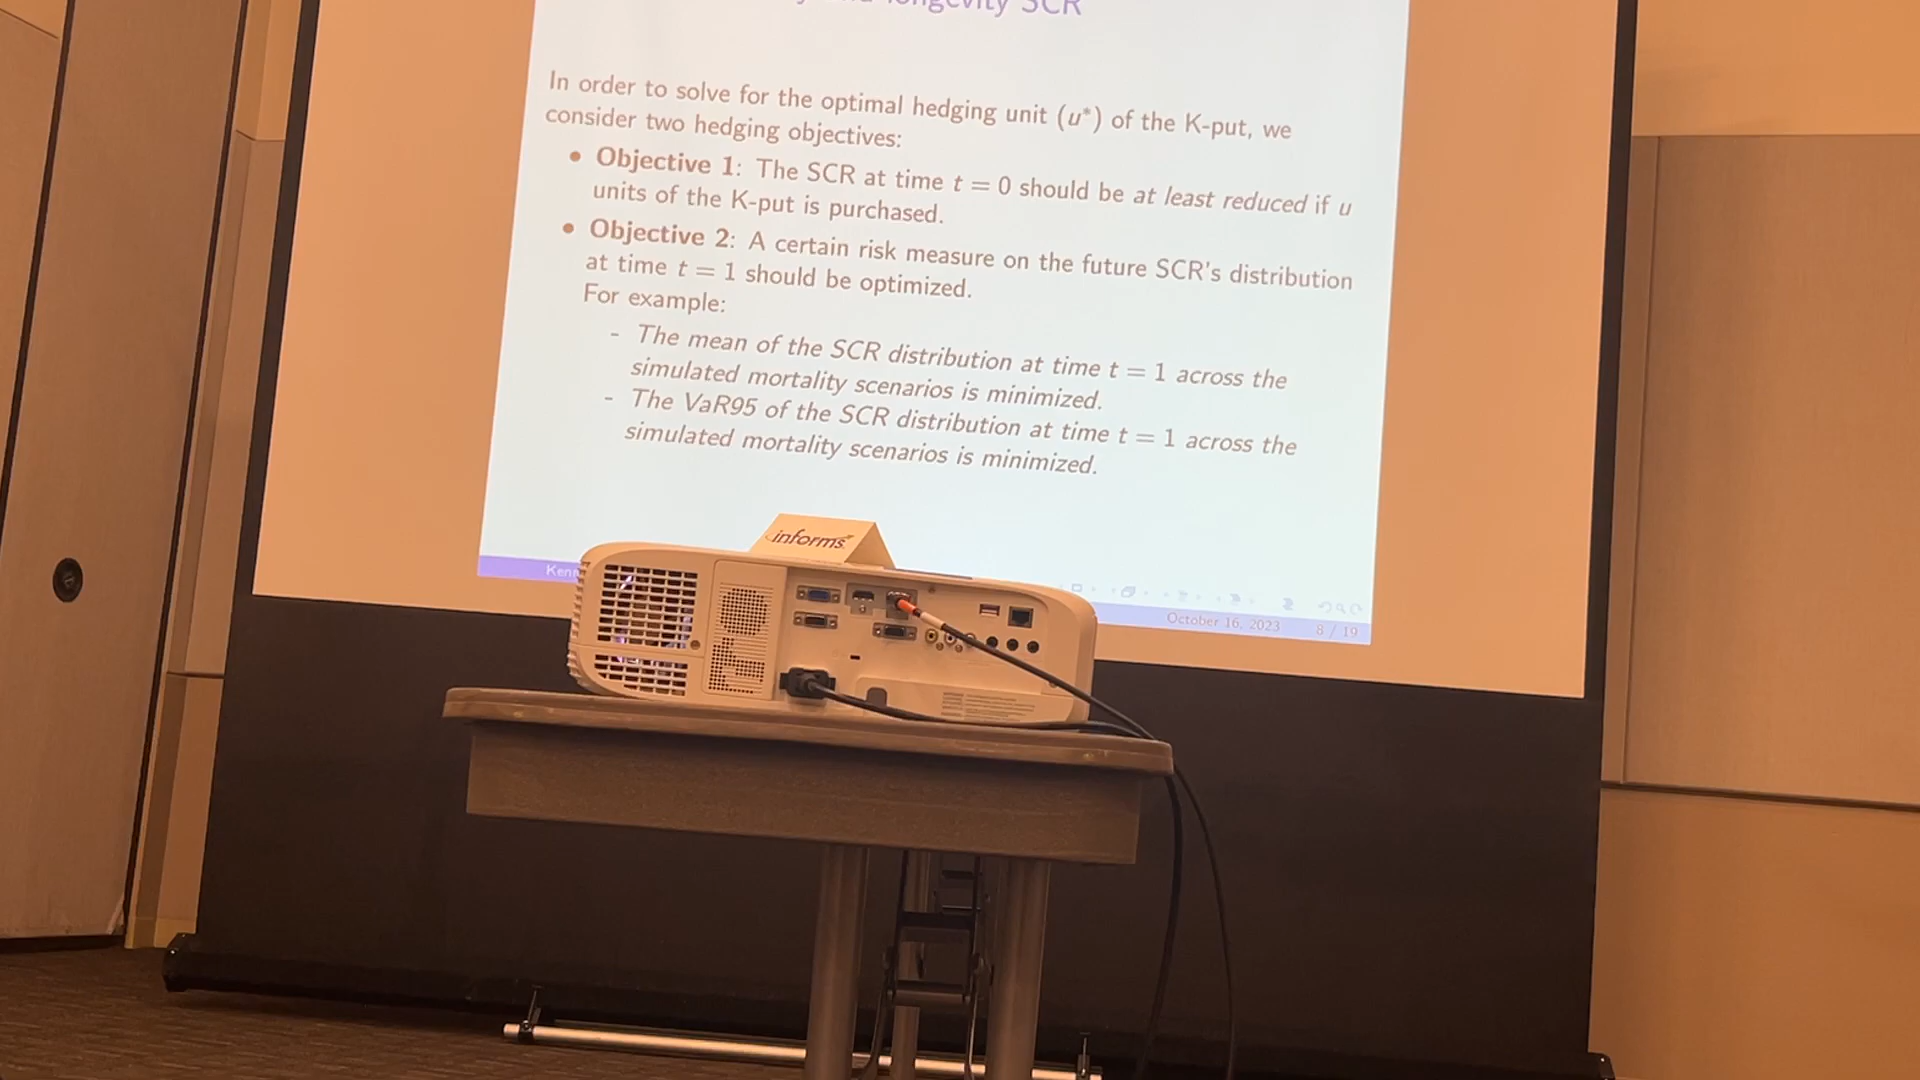 longevity SCR
In order to solve for the optimal hedging unit (u*) of the K-put, we
consider two hedging objectives:
• Objective 1: The SCR at time t = 0 should be at least reduced if u
units of the K-put is purchased.
• Objective 2: A certain risk measure on the future SCR's distribution
at time t = 1 should be optimized.
For example:
- The mean of the SCR distribution at time t = 1 across the
simulated mortality scenarios is minimized.
- The VaR95 of the SCR distribution at time t = 1 across the
simulated mortality scenarios is minimized.
informs
October 16, 2023 8 / 19